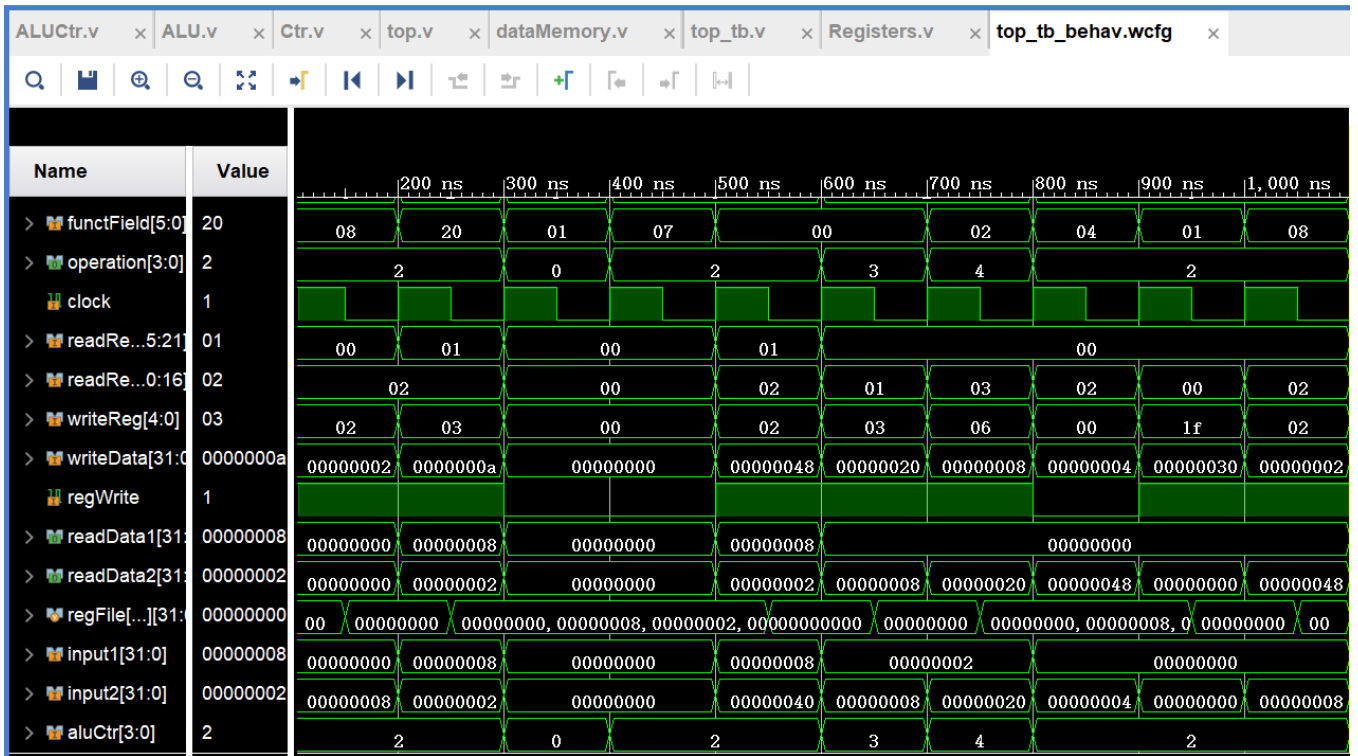 ALUCtr.v × ALU.v × Ctr.v × top.v × dataMemory.v × top_tb.v × Registers.v × top_tb_behav.wcfg ×
Name Value 200 ns 300 ns 400 ns 500 ns 600 ns 700 ns 800 ns 900 ns 1,000 ns
functField[5:0] 20 08 20 01 07 00 02 04 01 08
operation[3:0] 2 2 0 2 3 4 2
clock 1
readRe...5:21] 01 00 01 00 01 00
readRe...0:16] 02 02 00 02 01 03 02 00 02
writeReg[4:0] 03 02 03 00 02 03 06 00 1f 02
writeData[31:0 0000000a 00000002 0000000a 00000000 00000048 00000020 00000008 00000004 00000030 00000002
regWrite 1
readData1[31: 00000008 00000000 00000008 00000000 00000008 00000000
readData2[31: 00000002 00000000 00000002 00000000 00000002 00000008 00000020 00000048 00000000 00000048
regFile[...][31:0 00000000 00 00000000 00000000,00000008,00000002,00 00000000 00000000 00000000,00000008,0 00000000 00
input1[31:0] 00000008 00000000 00000008 00000000 00000008 00000002 00000000
input2[31:0] 00000002 00000008 00000002 00000000 00000040 00000008 00000020 00000004 00000000 00000008
aluCtr[3:0] 2 2 0 2 3 4 2